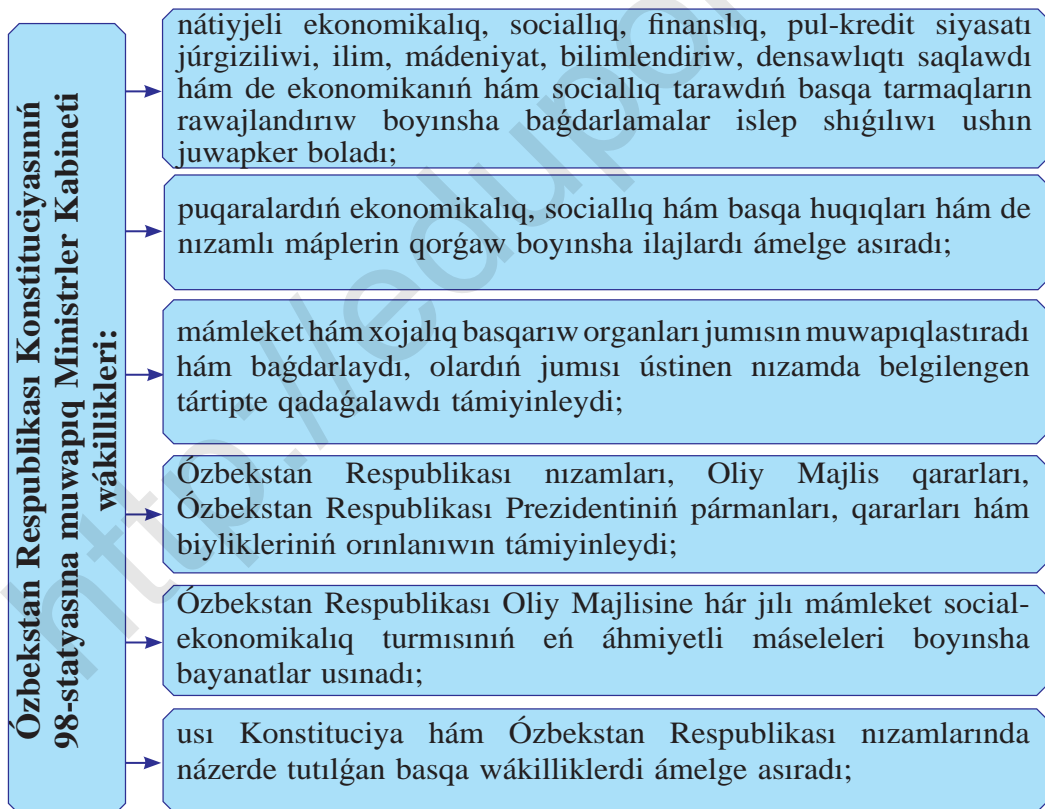 Ózbekstan Respublikası Konstituciyasınıń
98-statyasına muwapıq Ministrler Kabineti
wákillikleri:
nátiyjeli ekonomikalıq, sociallıq, finanslıq, pul-kredit siyasatı
júrgiziliwi, ilim, mádeniyat, bilimlendiriw, densawlıqtı saqlawdı
hám de ekonomikanıń hám sociallıq tarawdıń basqa tarmaqların
rawajlandırıw boyınsha baǵdarlamalar islep shıǵılıwı ushın
juwapker boladı;
puqaralardıń ekonomikalıq, sociallıq hám basqa huqıqları hám de
nızamlı máplerin qorǵaw boyınsha ilajlardı ámelge asıradı;
mámleket hám xojalıq basqarıw organları jumısın muwapıqlastıradı
hám baǵdarlaydı, olardıń jumısı ústinen nızamda belgilengen
tártipte qadaǵalawdı támiyinleydi;
Ózbekstan Respublikası nızamları, Oliy Majlis qararları,
Ózbekstan Respublikası Prezidentiniń pármanları, qararları hám
biylikleriniń orınlanıwın támiyinleydi;
Ózbekstan Respublikası Oliy Majlisine hár jılı mámleket social-
ekonomikalıq turmısınıń eń áhmiyetli máseleleri boyınsha
bayanatlar usınadı;
usı Konstituciya hám Ózbekstan Respublikası nızamlarında
názerde tutılǵan basqa wákilliklerdi ámelge asıradı;